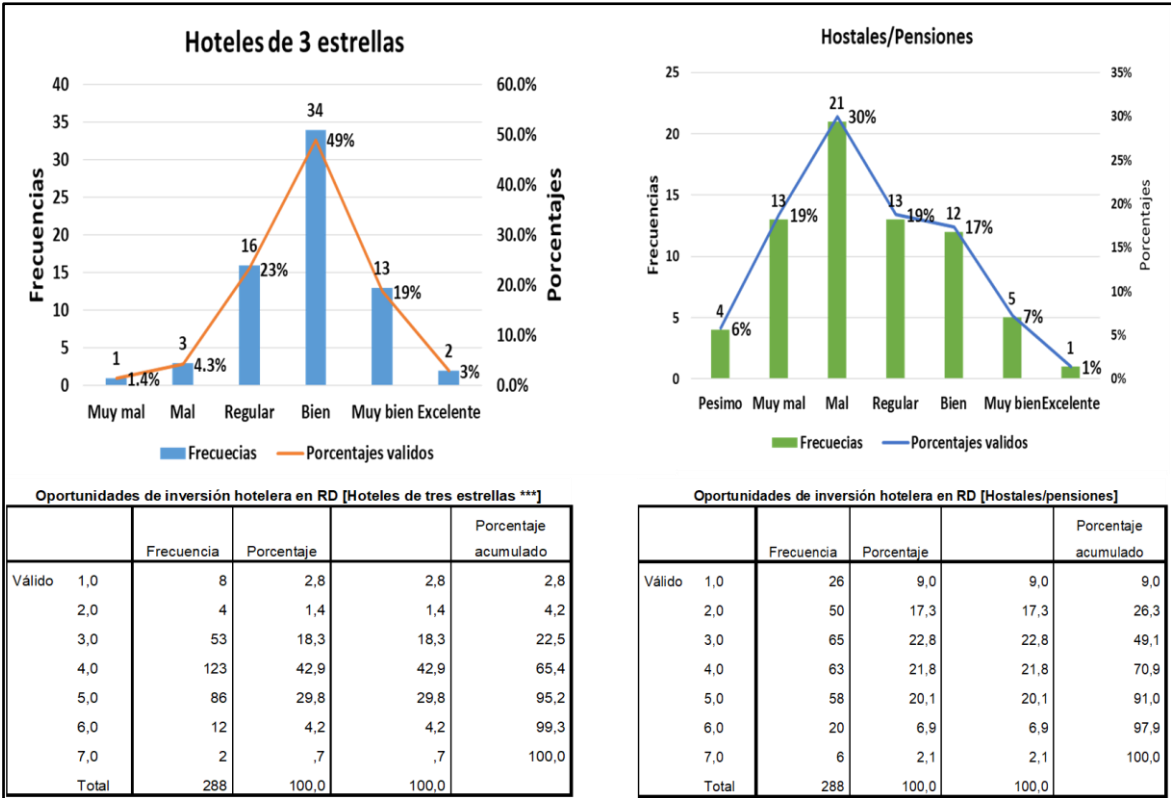 Hoteles de 3 estrellas
40
35
30
25
20
15
10
5
0
Frecuencias
60.0%
50.0%
40.0%
30.0%
20.0%
10.0%
0.0%
Porcentajes
1
3
16
34
13
2
1.4%
4.3%
23%
49%
19%
3%
Muy mal Mal Regular Bien Muy bien Excelente
Frecuecias Porcentajes validos
Hostales/Pensiones
25
20
15
10
5
0
Frecuencias
35%
30%
25%
20%
15%
10%
5%
0%
Porcentajes
4
13
21
13
12
5
1
6%
19%
30%
19%
17%
7%
1%
Pesimo Muy mal Mal Regular Bien Muy bien Excelente
Frecuecias Porcentajes validos
Oportunidades de inversión hotelera en RD [Hoteles de tres estrellas ***]
Frecuencia Porcentaje Porcentaje acumulado
Válido 1,0 8 2,8 2,8 2,8
2,0 4 1,4 1,4 4,2
3,0 53 18,3 18,3 22,5
4,0 123 42,9 42,9 65,4
5,0 86 29,8 29,8 95,2
6,0 12 4,2 4,2 99,3
7,0 2 ,7 ,7 100,0
Total 288 100,0 100,0
Oportunidades de inversión hotelera en RD [Hostales/pensiones]
Frecuencia Porcentaje Porcentaje acumulado
Válido 1,0 26 9,0 9,0 9,0
2,0 50 17,3 17,3 26,3
3,0 65 22,8 22,8 49,1
4,0 63 21,8 21,8 70,9
5,0 58 20,1 20,1 91,0
6,0 20 6,9 6,9 97,9
7,0 6 2,1 2,1 100,0
Total 288 100,0 100,0